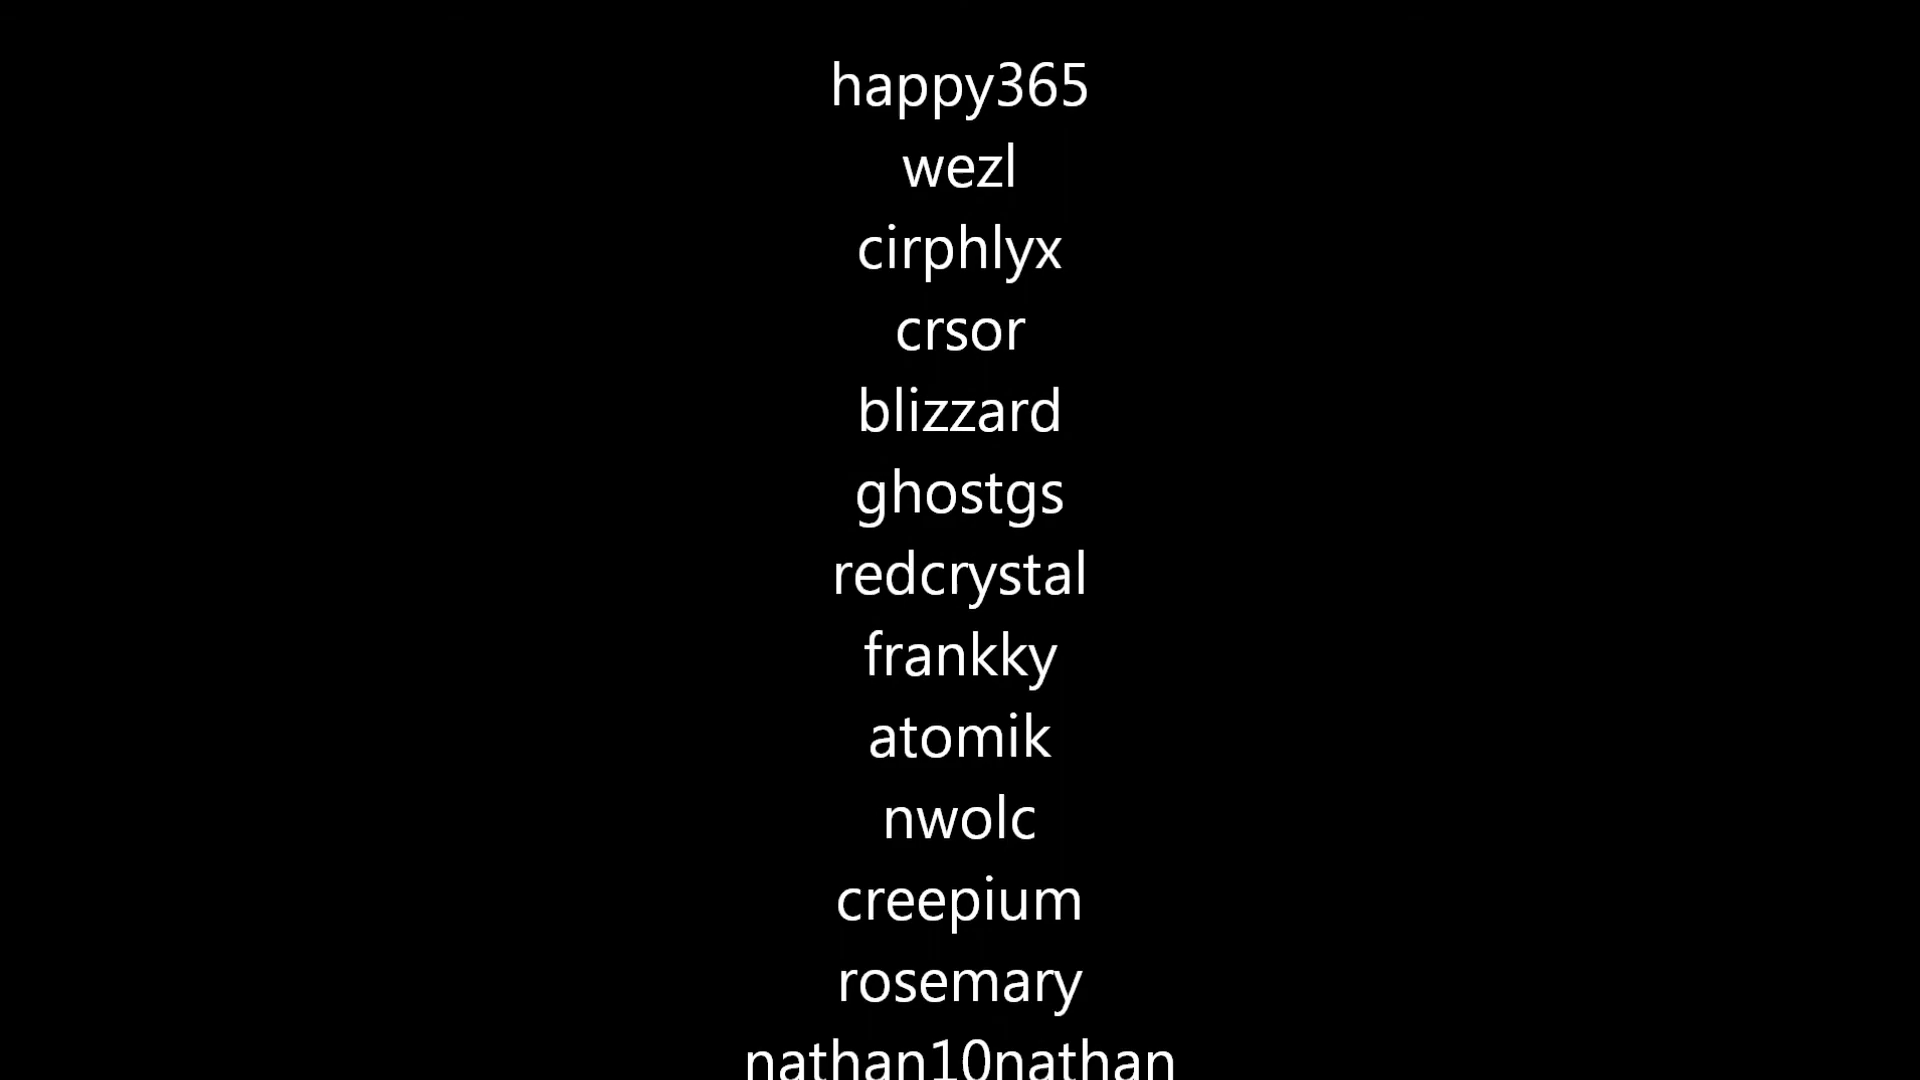 happy365
wezl
cirphlyx
crsor
blizzard
ghostgs
redcrystal
frankky
atomik
nwolc
creepium
rosemary
nathan10nathan